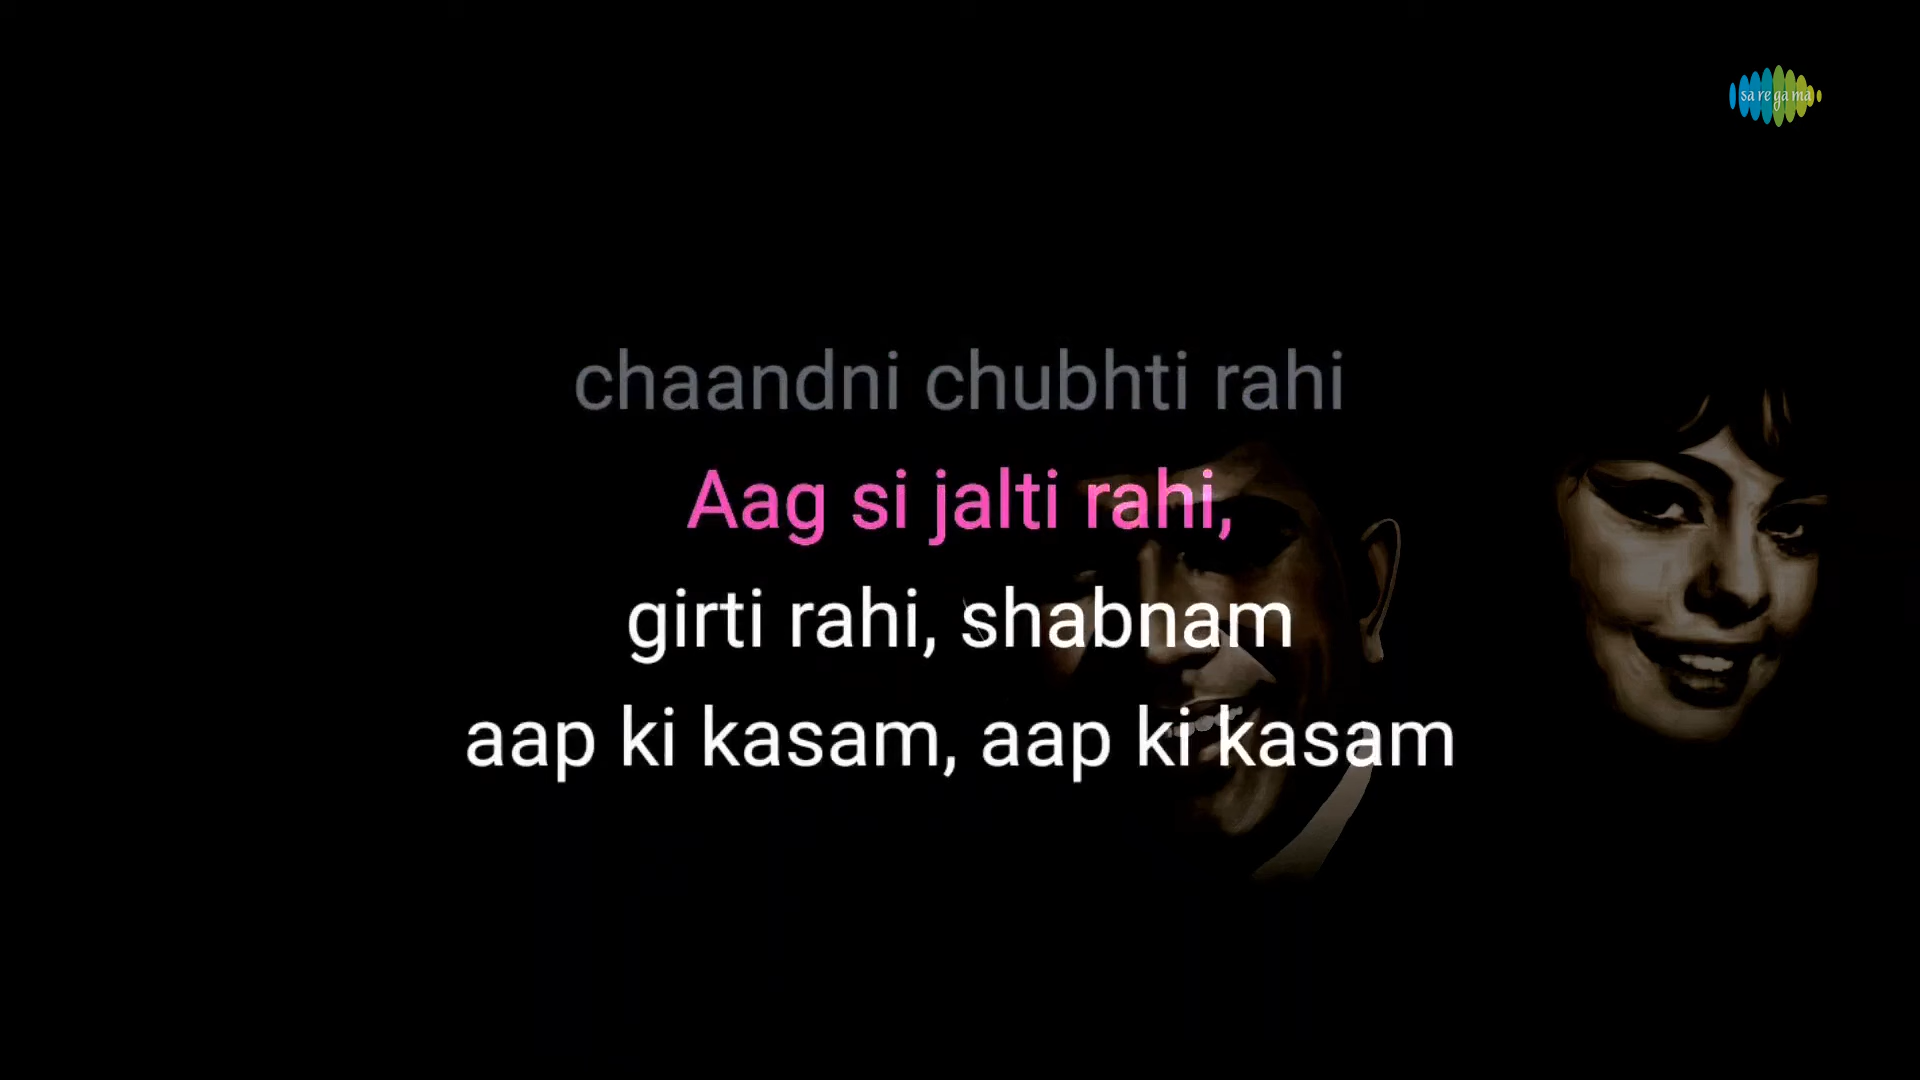 sa re ga ma
chaandni chubhti rahi
Aag si jalti rahi,
girti rahi, shabnam
aap ki kasam, aap ki kasam